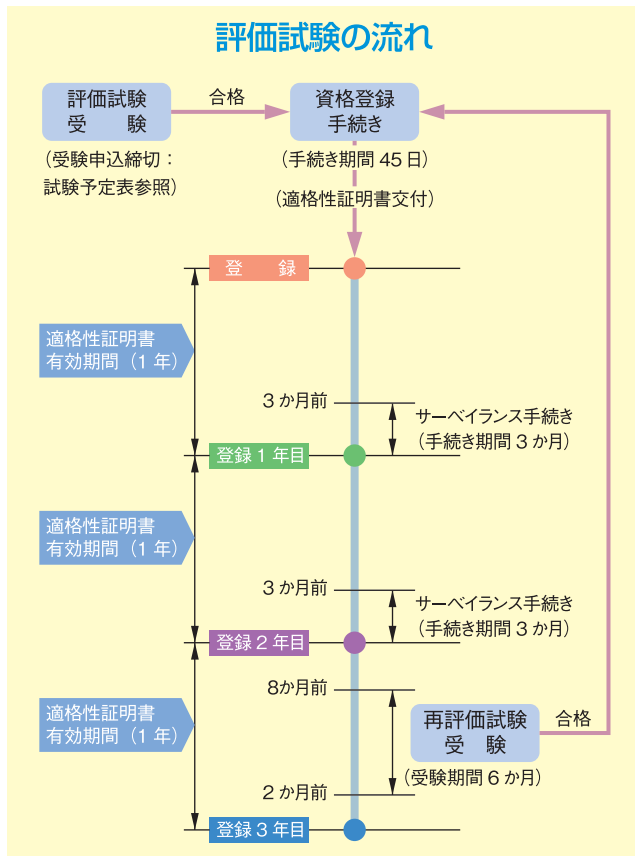 評価試験の流れ
評価試験
受　　験
合格
資格登録
手続き
（受験申込締切：
試験予定表参照）
（手続き期間 45 日）
（適格性証明書交付）
登　　録
適格性証明書
有効期間（1 年）
3 か月前
サーベイランス手続き
（手続き期間 3 か月）
登録 1 年目
適格性証明書
有効期間（1 年）
3 か月前
サーベイランス手続き
（手続き期間 3 か月）
登録 2 年目
8か月前
適格性証明書
有効期間（1 年）
再評価試験
受　験
合格
（受験期間 6 か月）
2 か月前
登録 3 年目